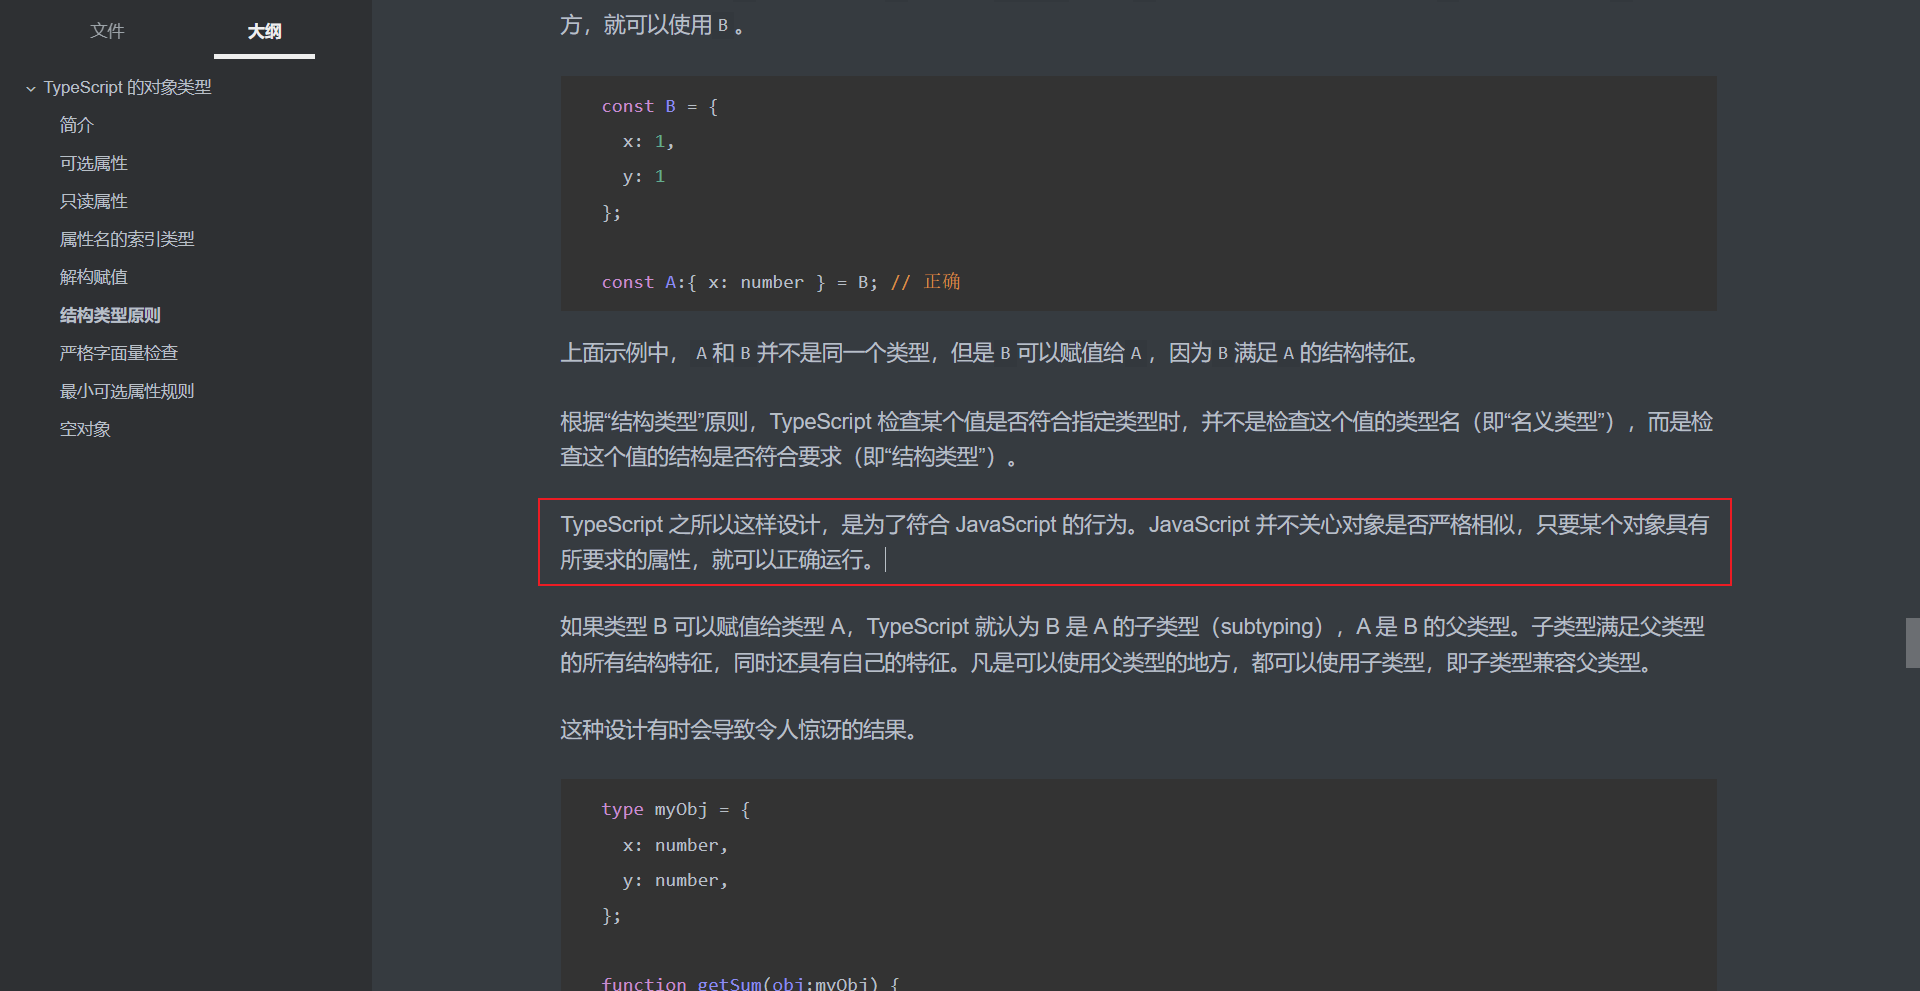 文件
大纲
TypeScript 的对象类型
简介
可选属性
只读属性
属性名的索引类型
解构赋值
结构类型原则
严格字面量检查
最小可选属性规则
空对象
方，就可以使用 B 。
const B = {
  x: 1,
  y: 1
};
const A:{ x: number } = B; // 正确
上面示例中， A 和 B 并不是同一个类型，但是 B 可以赋值给 A ，因为 B 满足 A 的结构特征。
根据“结构类型”原则，TypeScript 检查某个值是否符合指定类型时，并不是检查这个值的类型名（即“名义类型”），而是检
查这个值的结构是否符合要求（即“结构类型”）。
TypeScript 之所以这样设计，是为了符合 JavaScript 的行为。JavaScript 并不关心对象是否严格相似，只要某个对象具有
所要求的属性，就可以正确运行。
如果类型 B 可以赋值给类型 A，TypeScript 就认为 B 是 A 的子类型（subtyping），A 是 B 的父类型。子类型满足父类型
的所有结构特征，同时还具有自己的特征。凡是可以使用父类型的地方，都可以使用子类型，即子类型兼容父类型。
这种设计有时会导致令人惊讶的结果。
type myObj = {
  x: number,
  y: number,
};
function getSum(obj:myObj) {